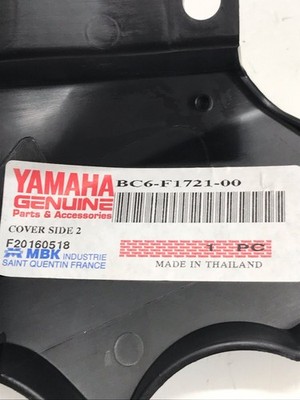 YAMAHA
GENUINE
Parts & Accessories
BC6-F1721-00
COVER SIDE 2
F20160518
MBK INDUSTRIE
SAINT QUENTIN FRANCE
1 PC
MADE IN THAILAND